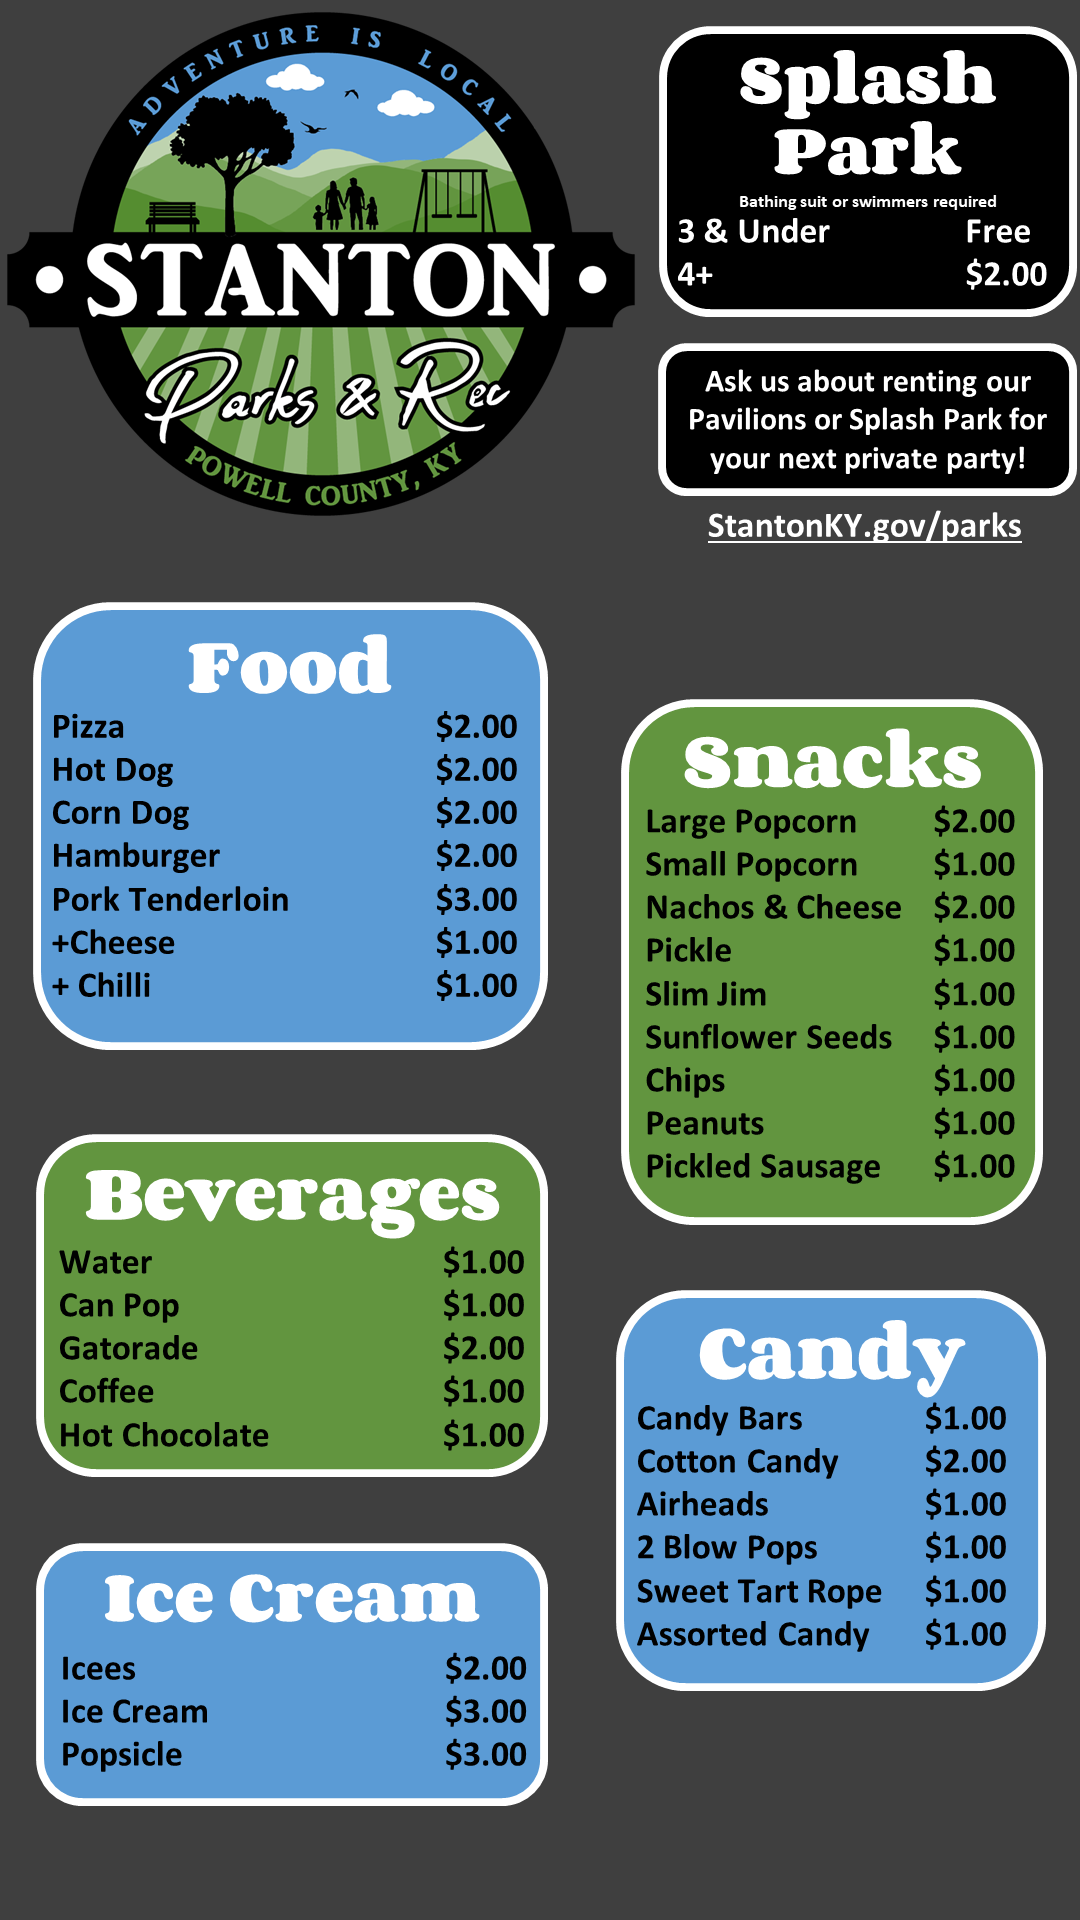 ADVENTURE IS LOCAL
• STANTON •
Parks & Rec
POWELL COUNTY, KY
Splash
Park
Bathing suit or swimmers required
3 & Under Free
4+ $2.00
Ask us about renting our
Pavilions or Splash Park for
your next private party!
StantonKY.gov/parks
Food
Pizza $2.00
Hot Dog $2.00
Corn Dog $2.00
Hamburger $2.00
Pork Tenderloin $3.00
+Cheese $1.00
+ Chilli $1.00
Snacks
Large Popcorn $2.00
Small Popcorn $1.00
Nachos & Cheese $2.00
Pickle $1.00
Slim Jim $1.00
Sunflower Seeds $1.00
Chips $1.00
Peanuts $1.00
Pickled Sausage $1.00
Beverages
Water $1.00
Can Pop $1.00
Gatorade $2.00
Coffee $1.00
Hot Chocolate $1.00
Candy
Candy Bars $1.00
Cotton Candy $2.00
Airheads $1.00
2 Blow Pops $1.00
Sweet Tart Rope $1.00
Assorted Candy $1.00
Ice Cream
Icees $2.00
Ice Cream $3.00
Popsicle $3.00